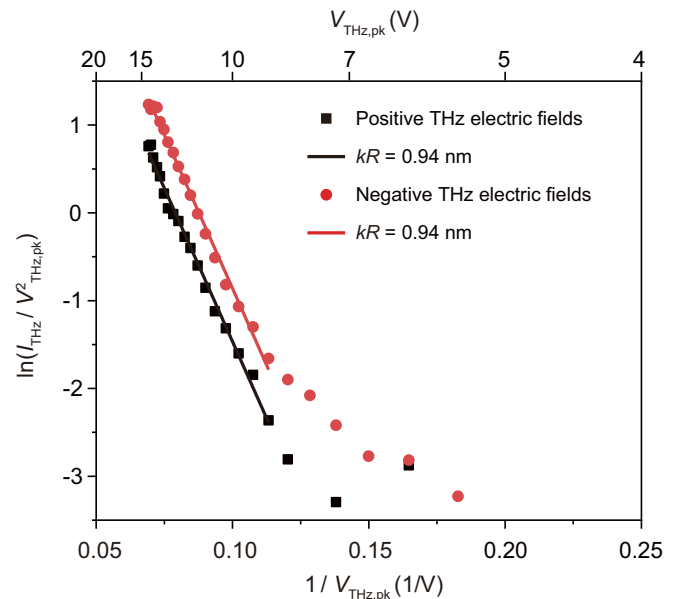 V_THz,pk (V)
20 15 10 7 5 4
Positive THz electric fields
kR = 0.94 nm
Negative THz electric fields
kR = 0.94 nm
ln(I_THz / V²_THz,pk)
1
0
-1
-2
-3
0.05 0.10 0.15 0.20 0.25
1 / V_THz,pk (1/V)